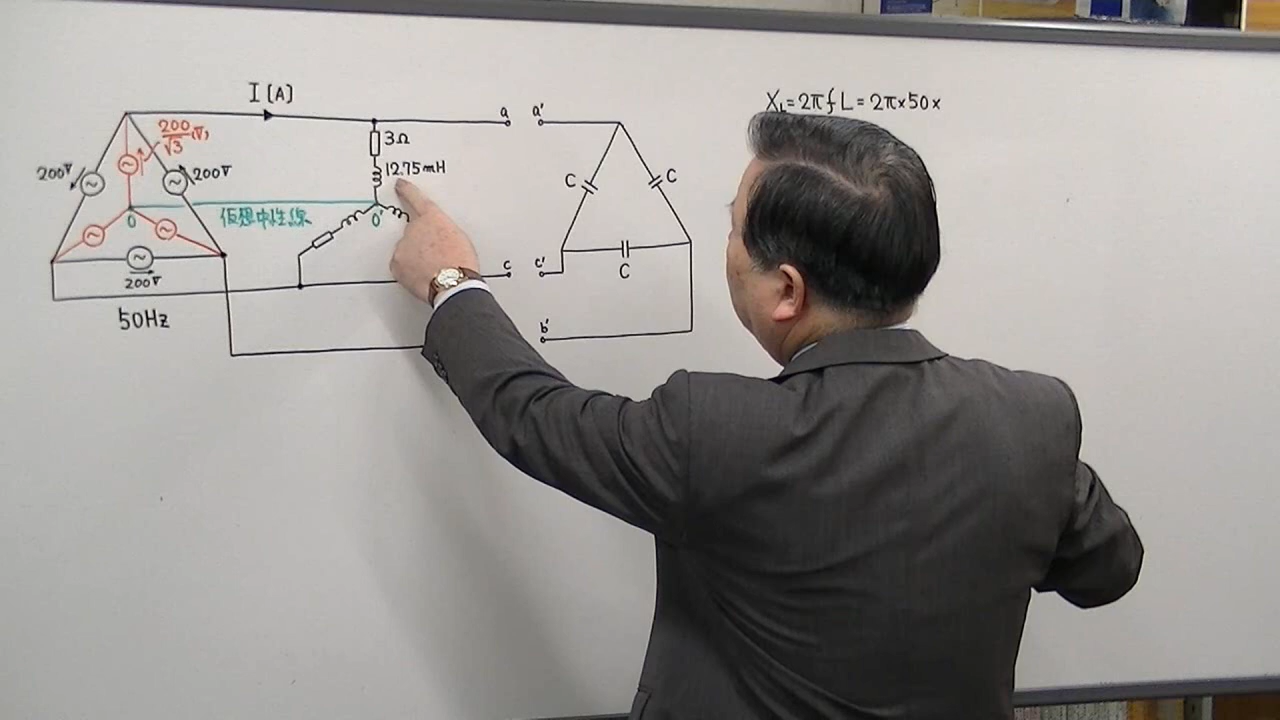 I [A]
a
a'
X_L = 2πfL = 2π×50×
200/√3 (V)
3Ω
200V
200V
12.75mH
C
C
0
仮想中性線
0'
200V
c
c'
C
50Hz
b'